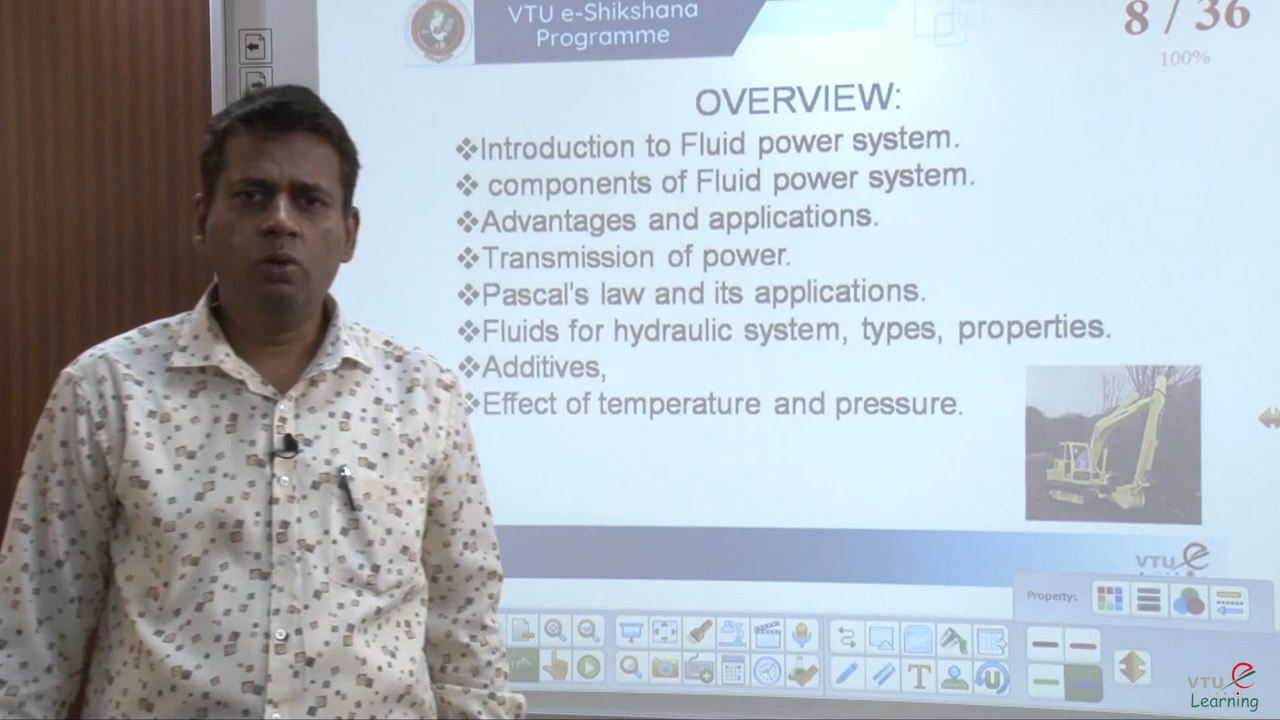 VTU e-Shikshana
Programme
8 / 36
100%
OVERVIEW:
❖Introduction to Fluid power system.
❖ components of Fluid power system.
❖Advantages and applications.
❖Transmission of power.
❖Pascal's law and its applications.
❖Fluids for hydraulic system, types, properties.
❖Additives,
❖Effect of temperature and pressure.
VTU e
Property:
T
VTU e
Learning